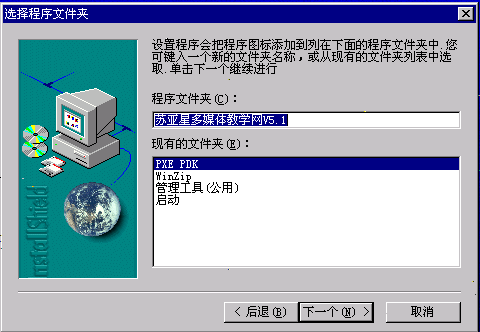 选择程序文件夹
设置程序会把程序图标添加到列在下面的程序文件夹中.您
可键入一个新的文件夹名称，或从现有的文件夹列表中选
取.单击下一个继续进行
程序文件夹(C)：
苏亚星多媒体教学网V5.1
现有的文件夹(E)：
PXE PDK
WinZip
管理工具(公用)
启动
InstallShield
< 后退(B)
下一个(N) >
取消